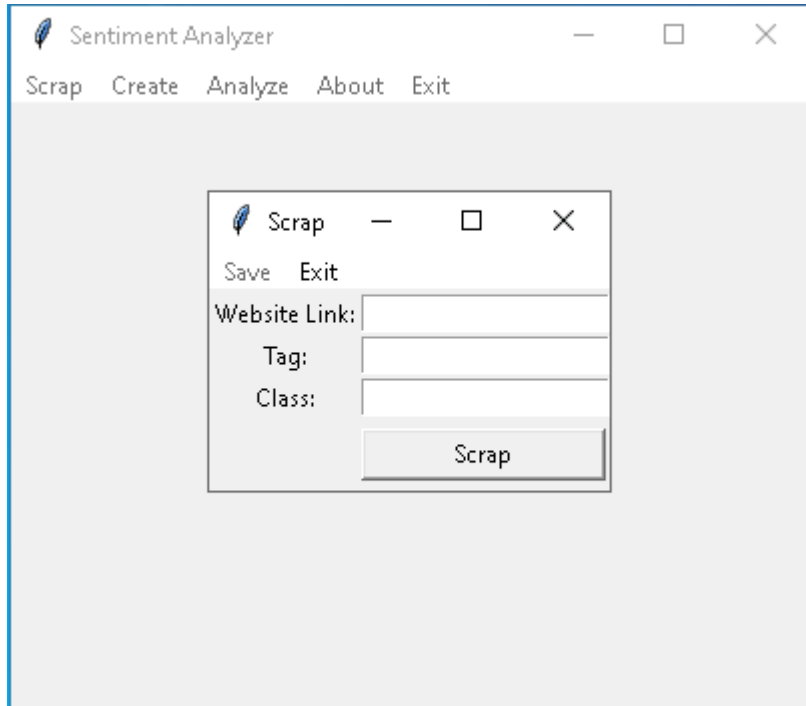 Sentiment Analyzer
Scrap Create Analyze About Exit
Scrap
Save Exit
Website Link:
Tag:
Class:
Scrap